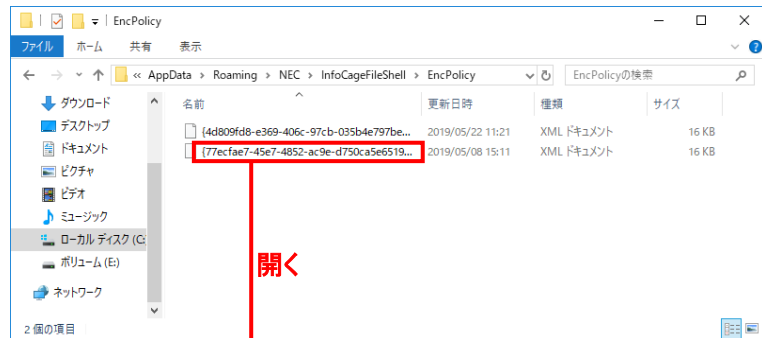 EncPolicy
ファイル ホーム 共有 表示
« AppData › Roaming › NEC › InfoCageFileShell › EncPolicy
EncPolicyの検索
名前 更新日時 種類 サイズ
{4d809fd8-e369-406c-97cb-035b4e797be... 2019/05/22 11:21 XML ドキュメント 16 KB
{77ecfae7-45e7-4852-ac9e-d750ca5e6519... 2019/05/08 15:11 XML ドキュメント 16 KB
ダウンロード
デスクトップ
ドキュメント
ピクチャ
ビデオ
ミュージック
ローカル ディスク (C:
ボリューム (E:)
ネットワーク
開く
2 個の項目